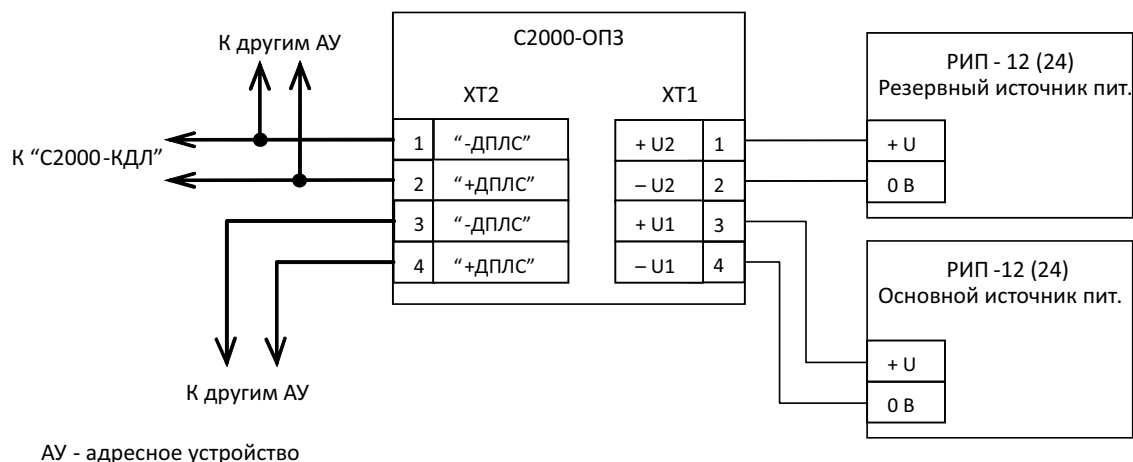 С2000-ОПЗ
К другим АУ
ХТ2
ХТ1
К “С2000-КДЛ”
1 “-ДПЛС”
2 “+ДПЛС”
3 “-ДПЛС”
4 “+ДПЛС”
+ U2 1
– U2 2
+ U1 3
– U1 4
РИП - 12 (24)
Резервный источник пит.
+ U
0 В
РИП -12 (24)
Основной источник пит.
+ U
0 В
К другим АУ
АУ - адресное устройство